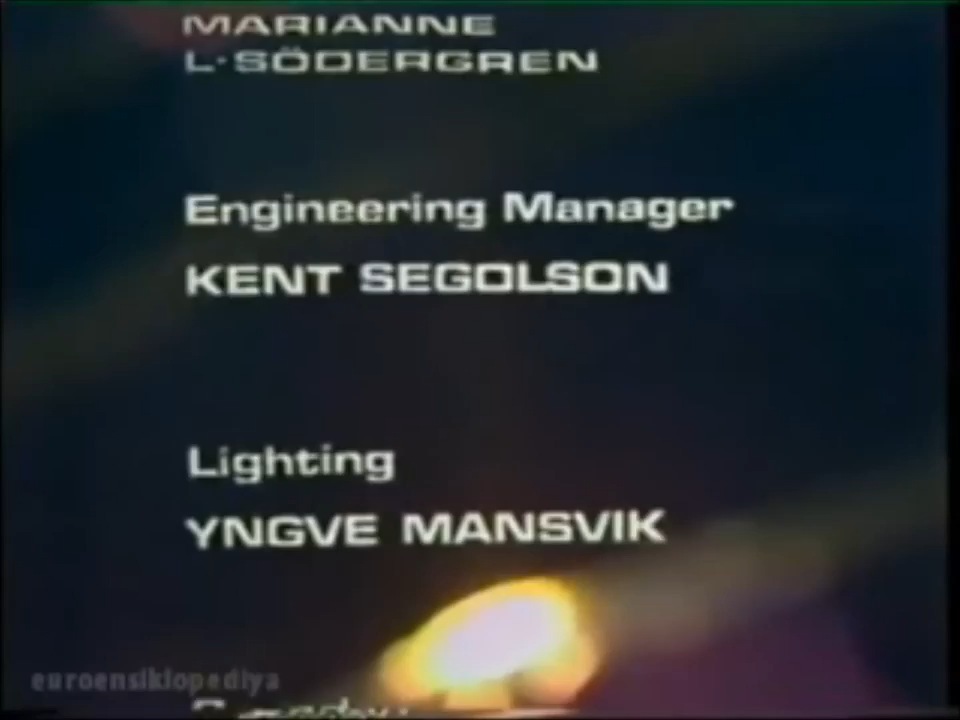 MARIANNE
L·SÖDERGREN
Engineering Manager
KENT SEGOLSON
Lighting
YNGVE MANSVIK
euroensiklopediya